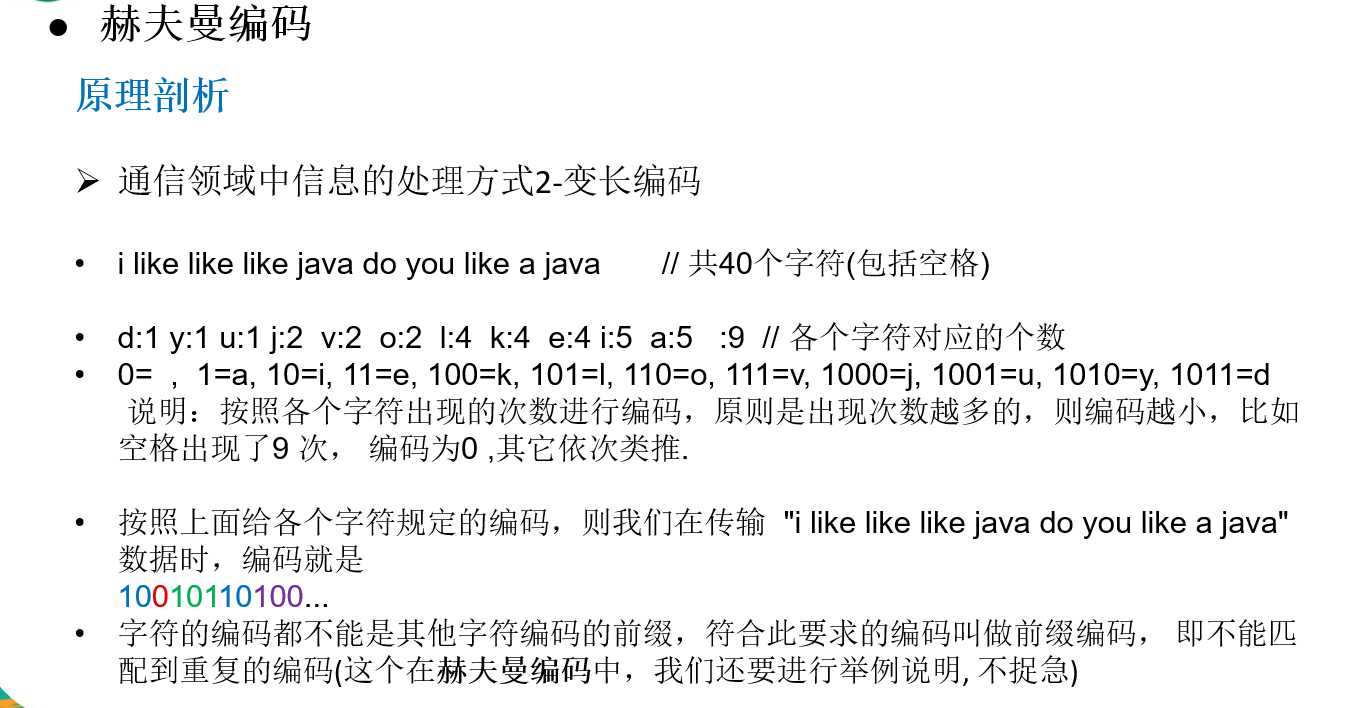 ● 赫夫曼编码
原理剖析
➢ 通信领域中信息的处理方式2-变长编码
• i like like like java do you like a java // 共40个字符(包括空格)
• d:1 y:1 u:1 j:2 v:2 o:2 l:4 k:4 e:4 i:5 a:5 :9 // 各个字符对应的个数
• 0= , 1=a, 10=i, 11=e, 100=k, 101=l, 110=o, 111=v, 1000=j, 1001=u, 1010=y, 1011=d
说明：按照各个字符出现的次数进行编码，原则是出现次数越多的，则编码越小，比如
空格出现了9 次， 编码为0 ,其它依次类推.
• 按照上面给各个字符规定的编码，则我们在传输 "i like like like java do you like a java"
数据时，编码就是
10010110100...
• 字符的编码都不能是其他字符编码的前缀，符合此要求的编码叫做前缀编码， 即不能匹
配到重复的编码(这个在赫夫曼编码中，我们还要进行举例说明, 不捉急)